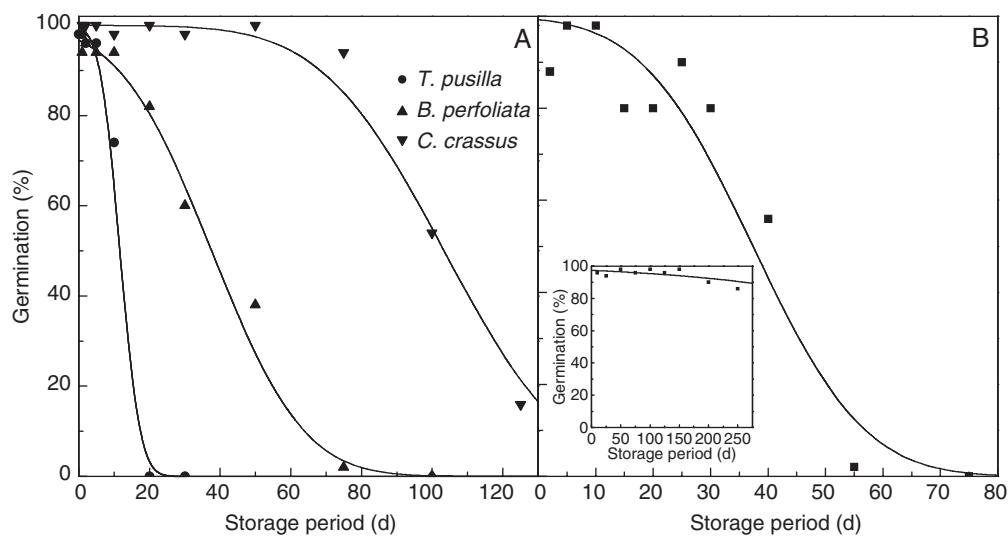 100
80
60
40
20
0
Germination (%)
A
T. pusilla
B. perfoliata
C. crassus
0 20 40 60 80 100 120
Storage period (d)
B
100
80
60
40
20
0
Germination (%)
0 50 100 150 200 250
Storage period (d)
0 10 20 30 40 50 60 70 80
Storage period (d)